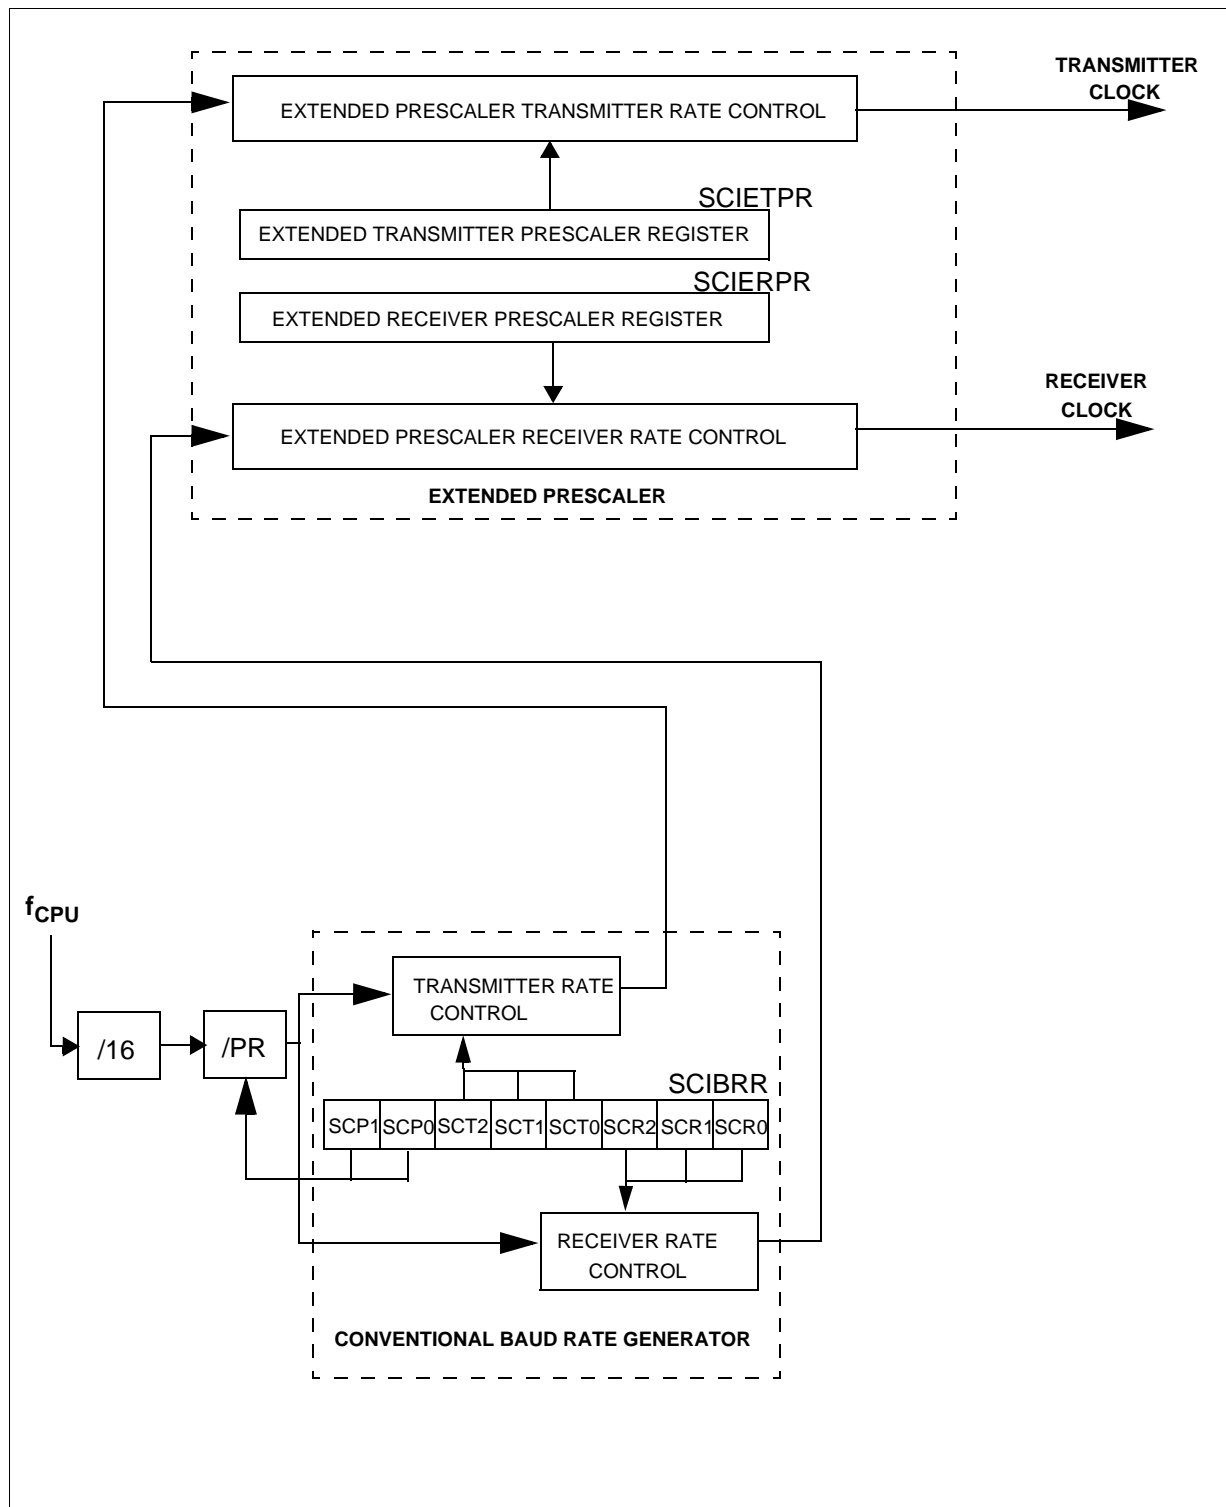 TRANSMITTER
CLOCK
EXTENDED PRESCALER TRANSMITTER RATE CONTROL
SCIETPR
EXTENDED TRANSMITTER PRESCALER REGISTER
SCIERPR
EXTENDED RECEIVER PRESCALER REGISTER
RECEIVER
CLOCK
EXTENDED PRESCALER RECEIVER RATE CONTROL
EXTENDED PRESCALER
fCPU
TRANSMITTER RATE
CONTROL
/16
/PR
SCIBRR
SCP1 SCP0 SCT2 SCT1 SCT0 SCR2 SCR1 SCR0
RECEIVER RATE
CONTROL
CONVENTIONAL BAUD RATE GENERATOR